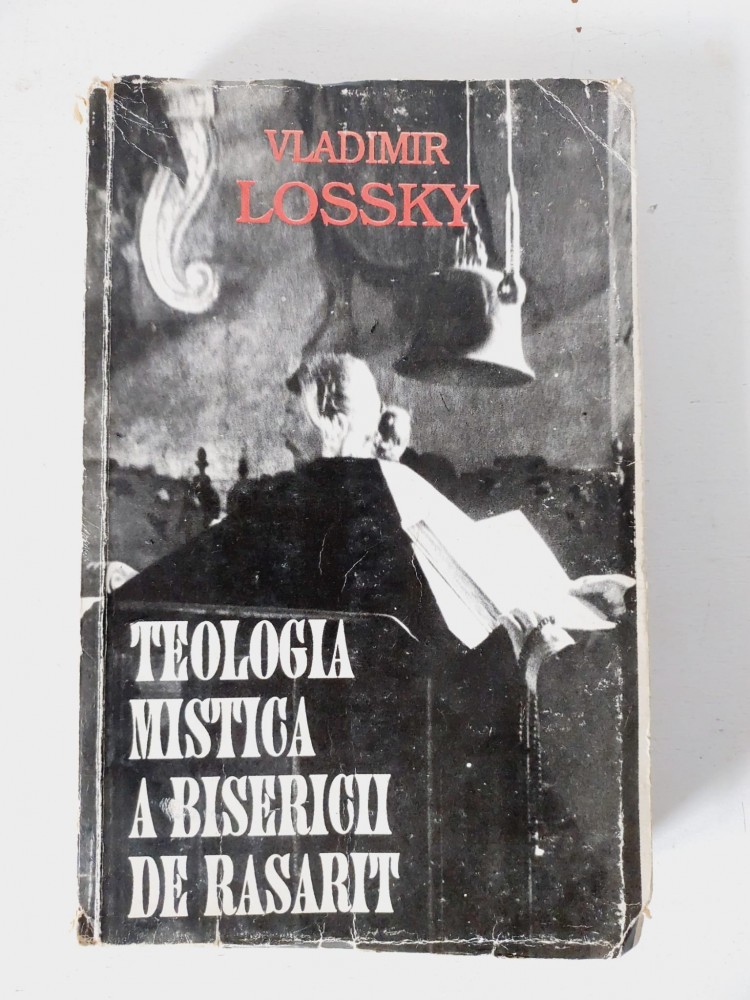 VLADIMIR
LOSSKY
TEOLOGIA
MISTICA
A BISERICII
DE RASARIT